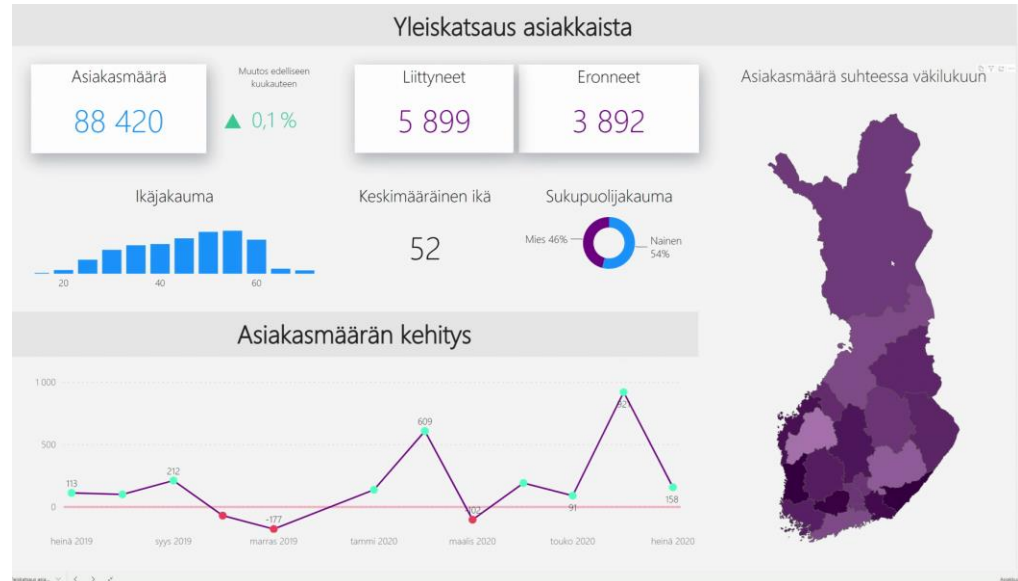 Yleiskatsaus asiakkaista
Asiakasmäärä
88 420
Muutos edelliseen
kuukauteen
▲ 0,1 %
Liittyneet
5 899
Eronneet
3 892
Asiakasmäärä suhteessa väkilukuun
Ikäjakauma
20 40 60
Keskimääräinen ikä
52
Sukupuolijakauma
Mies 46%
Nainen
54%
Asiakasmäärän kehitys
1 000
500
0
113
212
-177
609
91
158
heinä 2019 syys 2019 marras 2019 tammi 2020 maalis 2020 touko 2020 heinä 2020